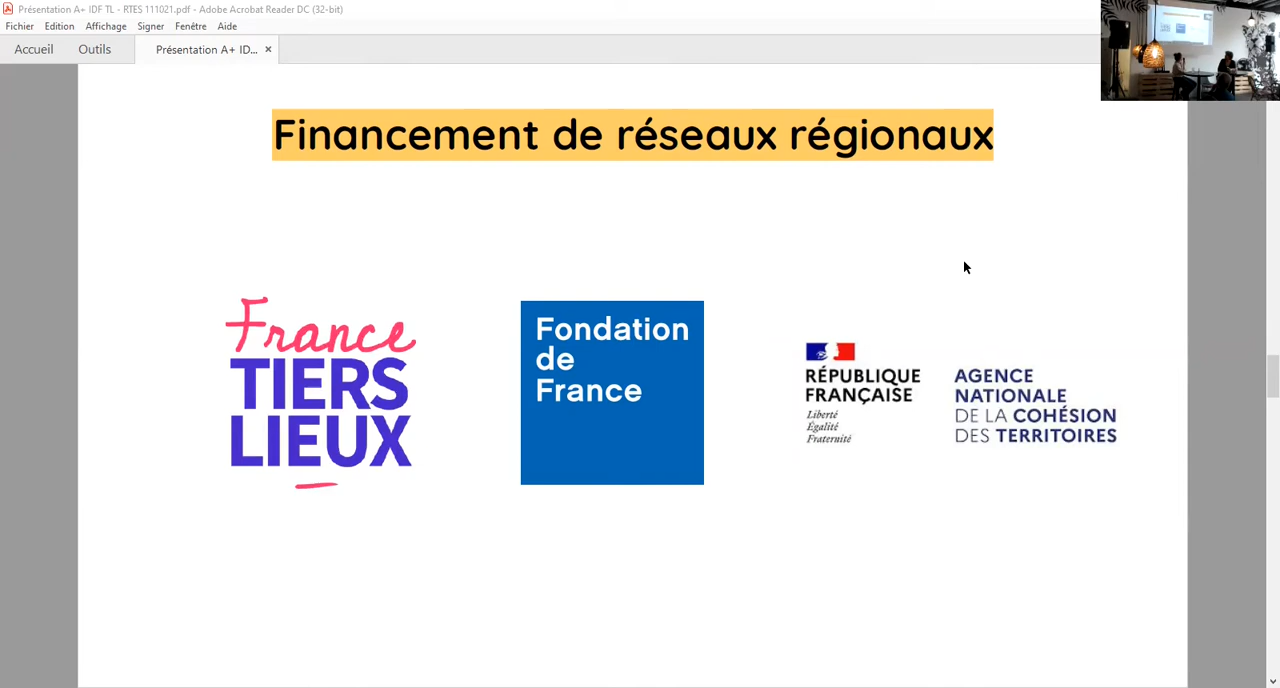 Présentation A+ IDF TL - RTES 111021.pdf - Adobe Acrobat Reader DC (32-bit)
Fichier Edition Affichage Signer Fenêtre Aide
Accueil Outils Présentation A+ ID... ×
Financement de réseaux régionaux
France
TIERS
LIEUX
Fondation
de
France
RÉPUBLIQUE
FRANÇAISE
Liberté
Égalité
Fraternité
AGENCE
NATIONALE
DE LA COHÉSION
DES TERRITOIRES